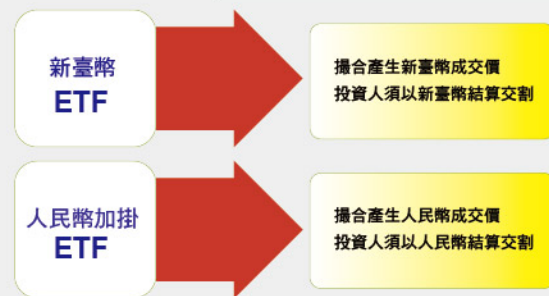 新臺幣
ETF
撮合產生新臺幣成交價
投資人須以新臺幣結算交割
人民幣加掛
ETF
撮合產生人民幣成交價
投資人須以人民幣結算交割